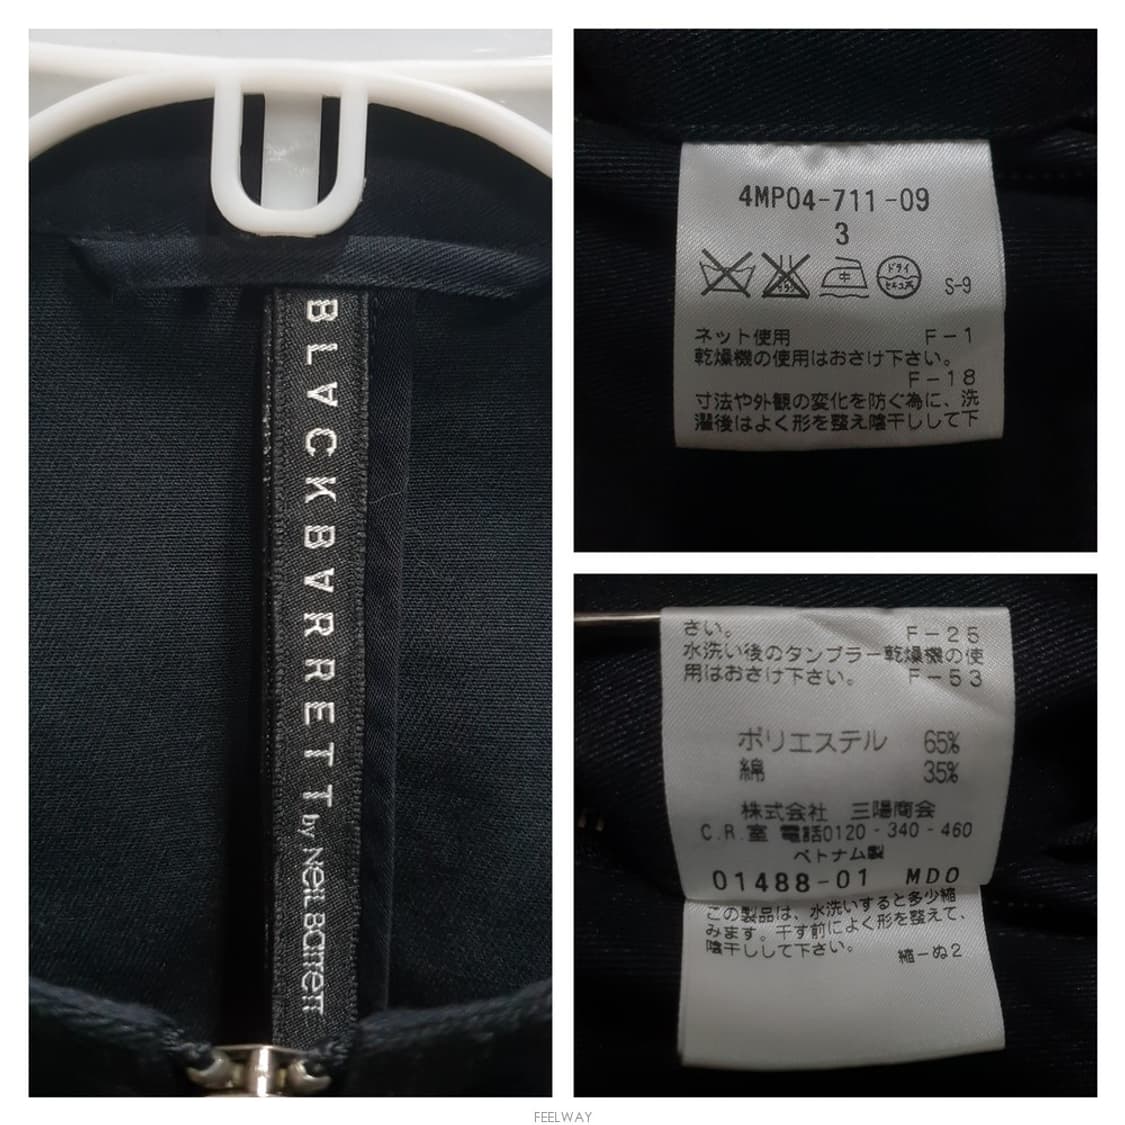 BLACKBARRETT by NEIL BARRETT
4MP04-711-09
3
ドライ
セキユ系
S-9
ネット使用 F-1
乾燥機の使用はおさけ下さい。
F-18
寸法や外観の変化を防ぐ為に、洗
濯後はよく形を整え陰干しして下
さい。 F-25
水洗い後のタンブラー乾燥機の使
用はおさけ下さい。 F-53
ポリエステル 65%
綿 35%
株式会社 三陽商会
C.R.室 電話0120-340-460
ベトナム製
01488-01 MDO
この製品は、水洗いすると多少縮
みます。干す前によく形を整えて、
陰干しして下さい。
縮-ぬ2
FEELWAY